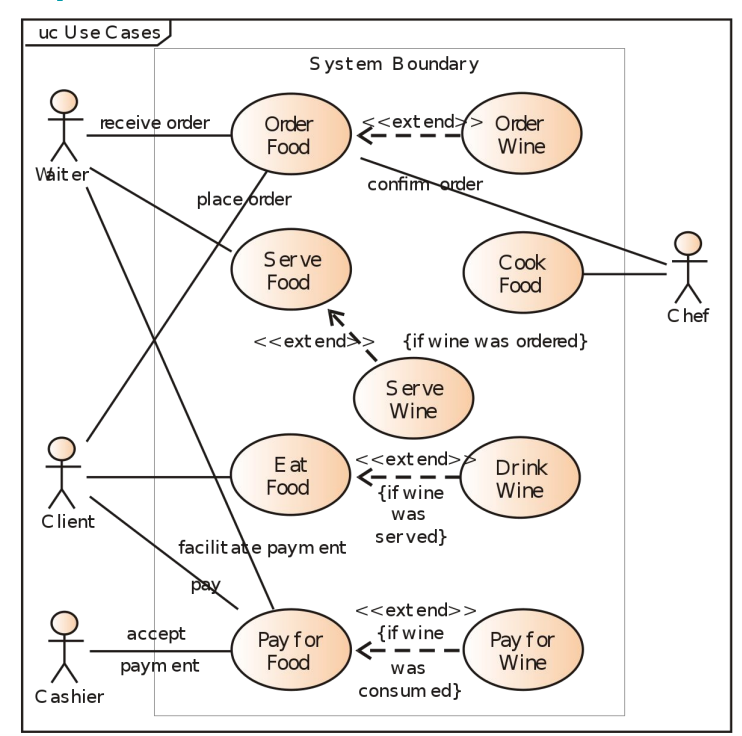 uc Use Cases
System Boundary
receive order
Order
Food
<<extend>>
Order
Wine
Waiter
place order
confirm order
Serve
Food
Cook
Food
Chef
<<extend>>
{if wine was ordered}
Serve
Wine
Client
Eat
Food
<<extend>>
{if wine
was
served}
Drink
Wine
facilitate payment
pay
accept
payment
Cashier
Pay for
Food
<<extend>>
{if wine
was
consumed}
Pay for
Wine